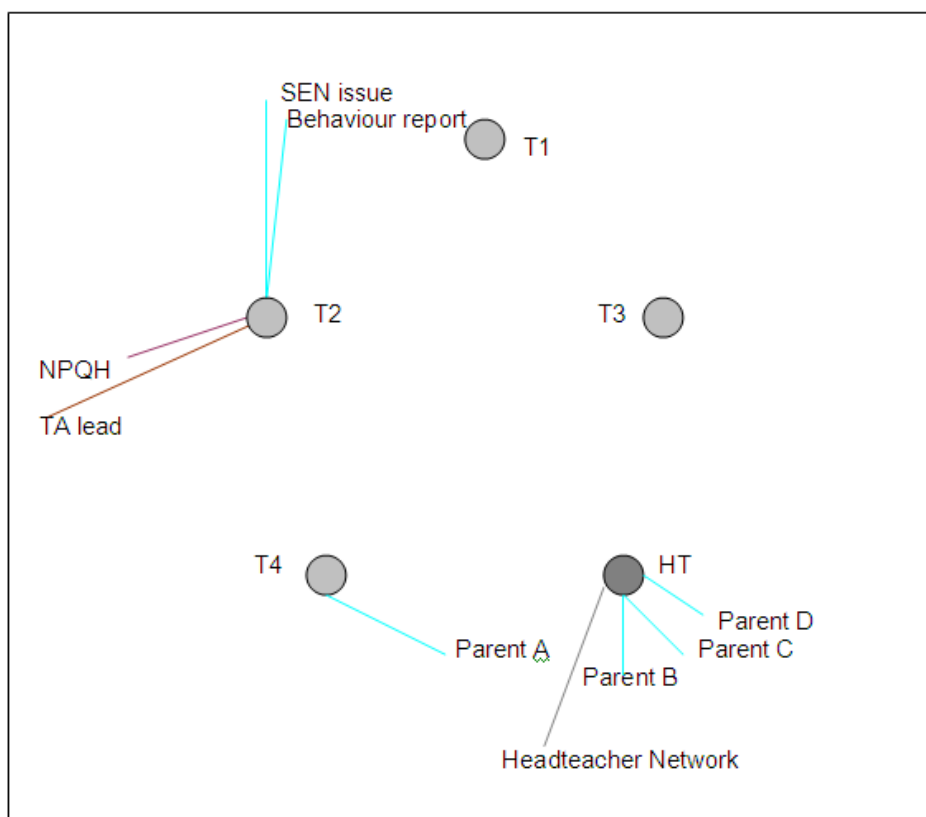 SEN issue
Behaviour report
T1
T2
T3
NPQH
TA lead
T4
HT
Parent D
Parent A
Parent C
Parent B
Headteacher Network